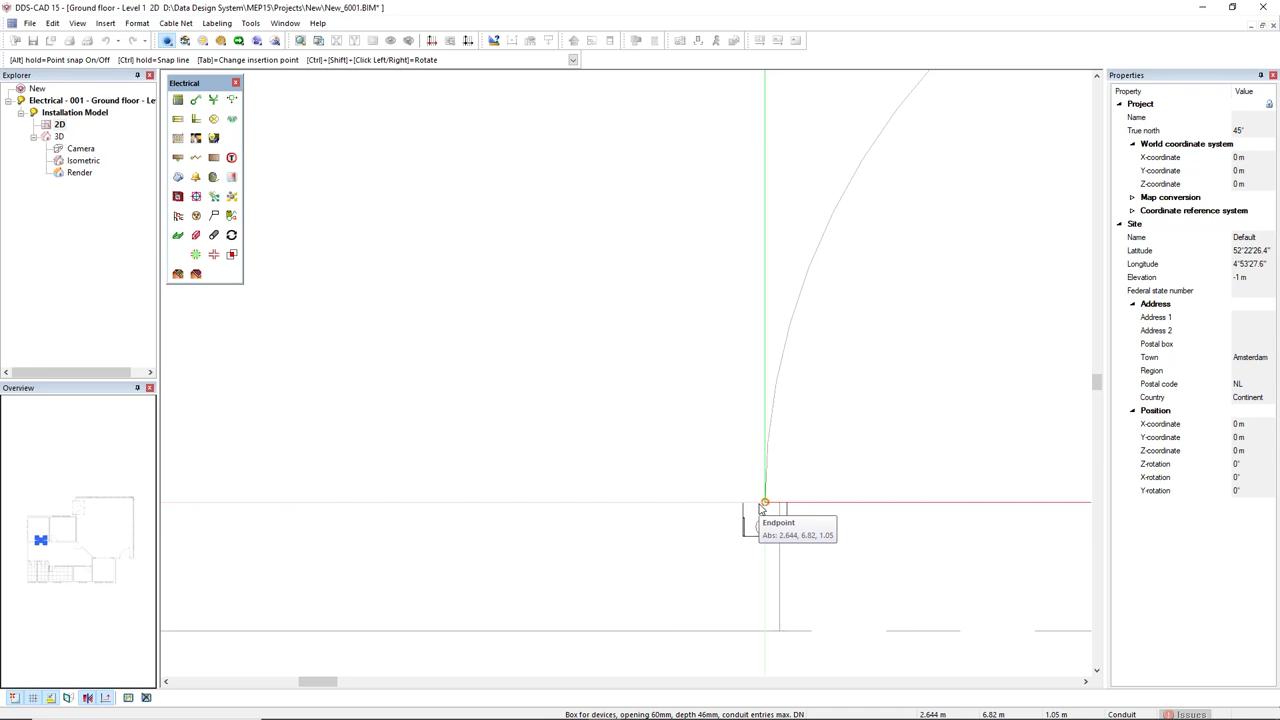 DDS-CAD 15 - [Ground floor - Level 1  2D  D:\Data Design System\MEP15\Projects\New\New_6001.BIM* ]
File Edit View Insert Format Cable Net Labeling Tools Window Help
[Alt] hold=Point snap On/Off [Ctrl] hold=Snap line [Tab]=Change insertion point [Ctrl]+[Shift]+[Click Left/Right]=Rotate
Explorer
New
Electrical - 001 - Ground floor - Le
Installation Model
2D
3D
Camera
Isometric
Render
Overview
Electrical
Endpoint
Abs: 2.644, 6.82, 1.05
Properties
Property Value
Project
Name
True north 45°
World coordinate system
X-coordinate 0 m
Y-coordinate 0 m
Z-coordinate 0 m
Map conversion
Coordinate reference system
Site
Name Default
Latitude 52°22'26.4"
Longitude 4°53'27.6"
Elevation -1 m
Federal state number
Address
Address 1
Address 2
Postal box
Town Amsterdam
Region
Postal code NL
Country Continent
Position
X-coordinate 0 m
Y-coordinate 0 m
Z-coordinate 0 m
Z-rotation 0°
X-rotation 0°
Y-rotation 0°
Box for devices, opening 60mm, depth 46mm, conduit entries max. DN 2.644 m 6.82 m 1.05 m Conduit Issues